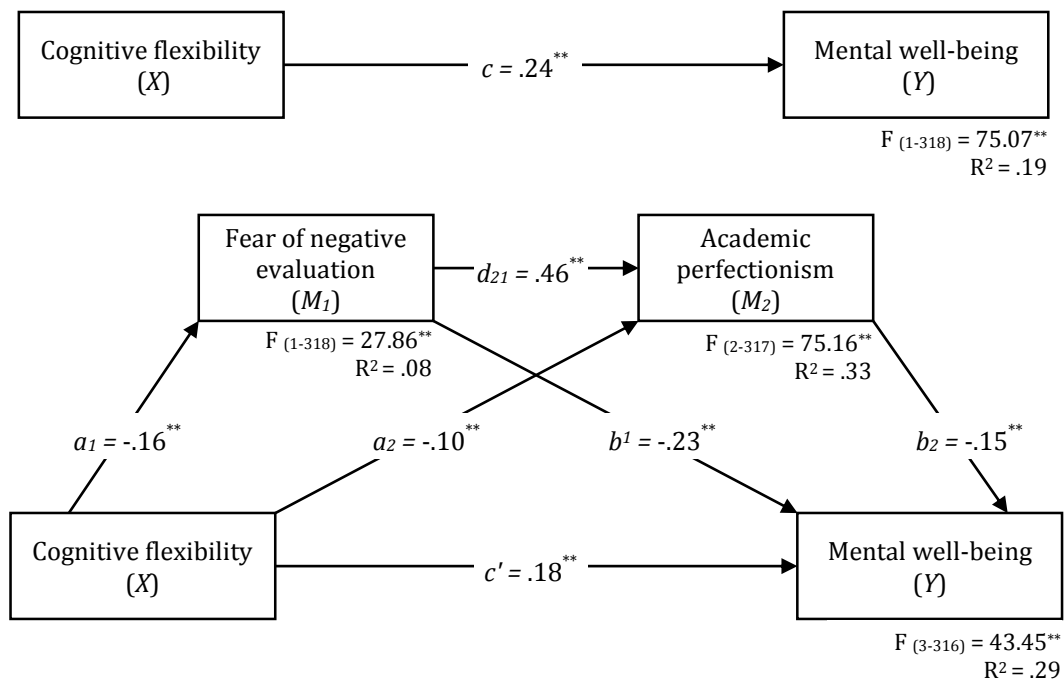 Cognitive flexibility
(X)
c = .24**
Mental well-being
(Y)
F (1-318) = 75.07**
R² = .19
Fear of negative
evaluation
(M1)
d21 = .46**
Academic
perfectionism
(M2)
F (1-318) = 27.86**
R² = .08
F (2-317) = 75.16**
R² = .33
a1 = -.16**
a2 = -.10**
b1 = -.23**
b2 = -.15**
Cognitive flexibility
(X)
c' = .18**
Mental well-being
(Y)
F (3-316) = 43.45**
R² = .29